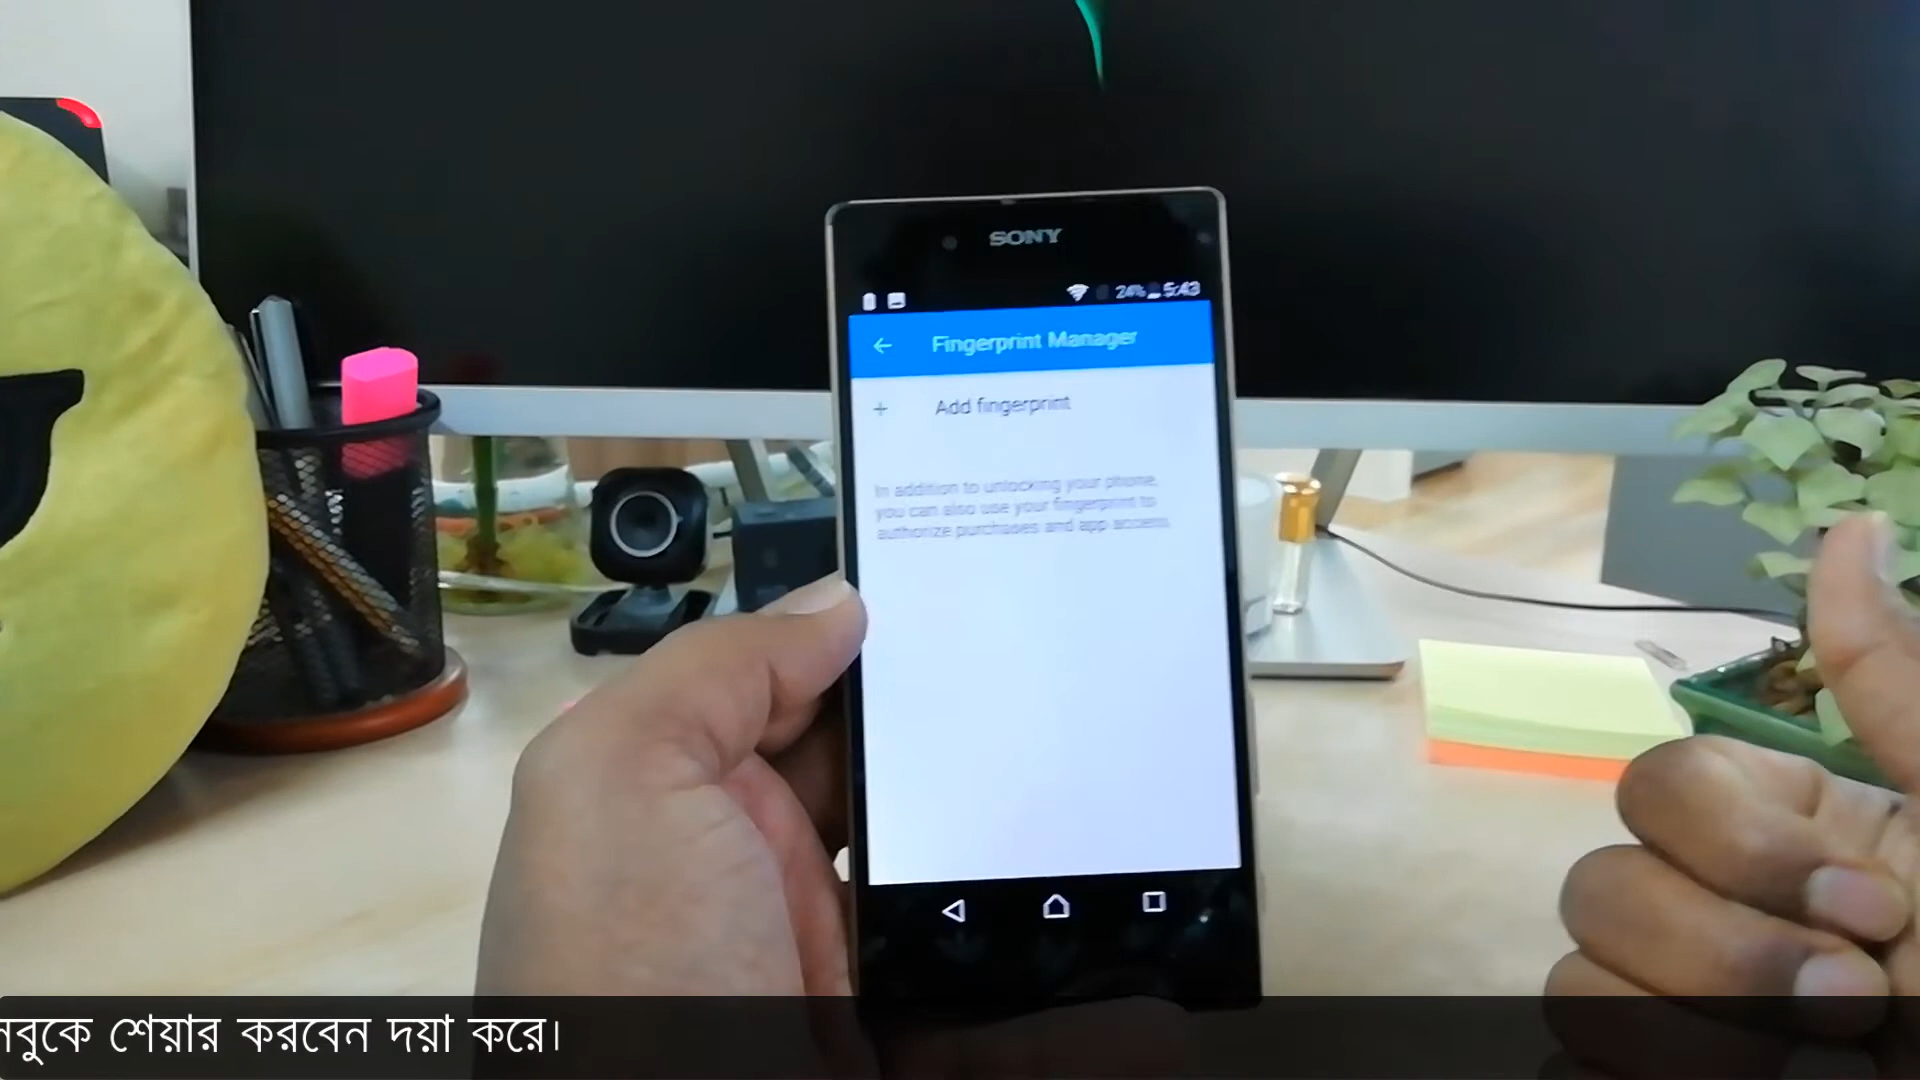 SONY
24% 5:43
Fingerprint Manager
Add fingerprint
In addition to unlocking your phone,
you can also use your fingerprint to
authorize purchases and app access.
শেয়ার করবেন দয়া করে।